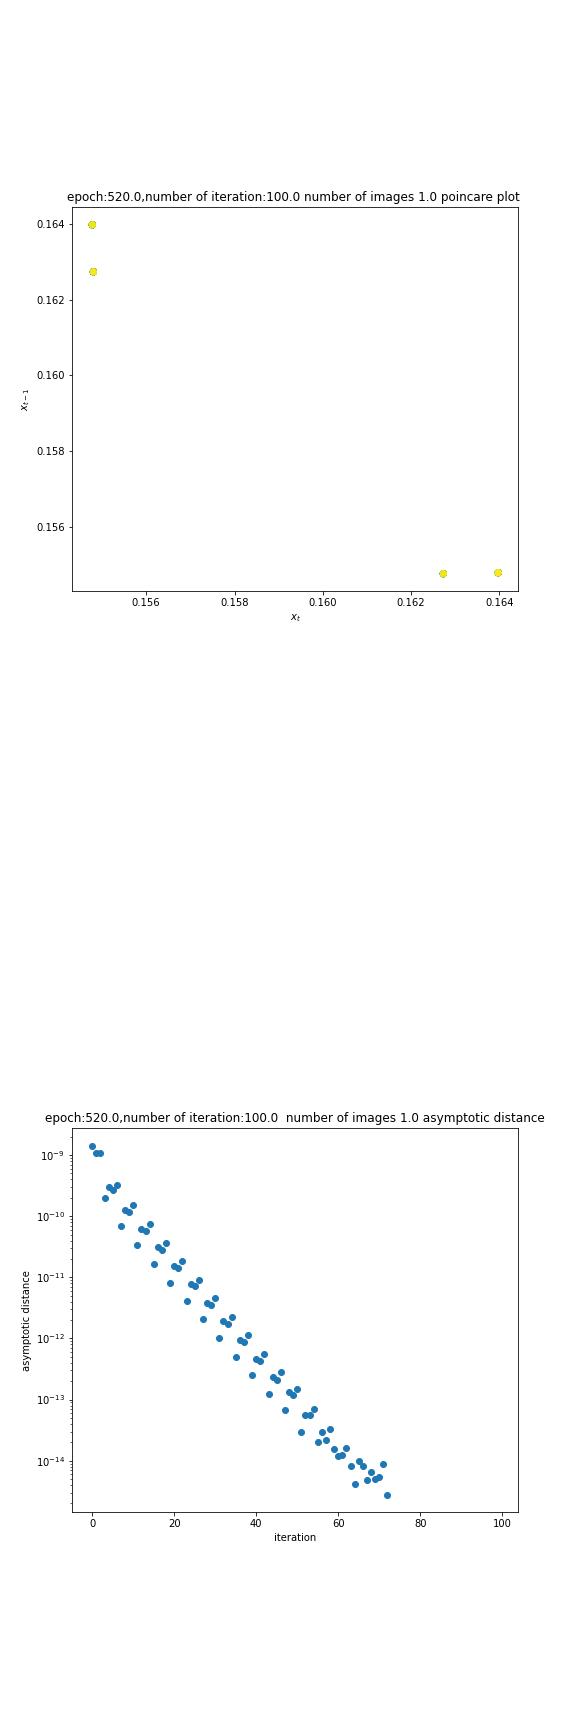 epoch:520.0,number of iteration:100.0 number of images 1.0 poincare plot
0.164
0.162
0.160
0.158
0.156
x_{t-1}
0.156 0.158 0.160 0.162 0.164
x_t
epoch:520.0,number of iteration:100.0  number of images 1.0 asymptotic distance
10^{-9}
10^{-10}
10^{-11}
10^{-12}
10^{-13}
10^{-14}
asymptotic distance
0 20 40 60 80 100
iteration